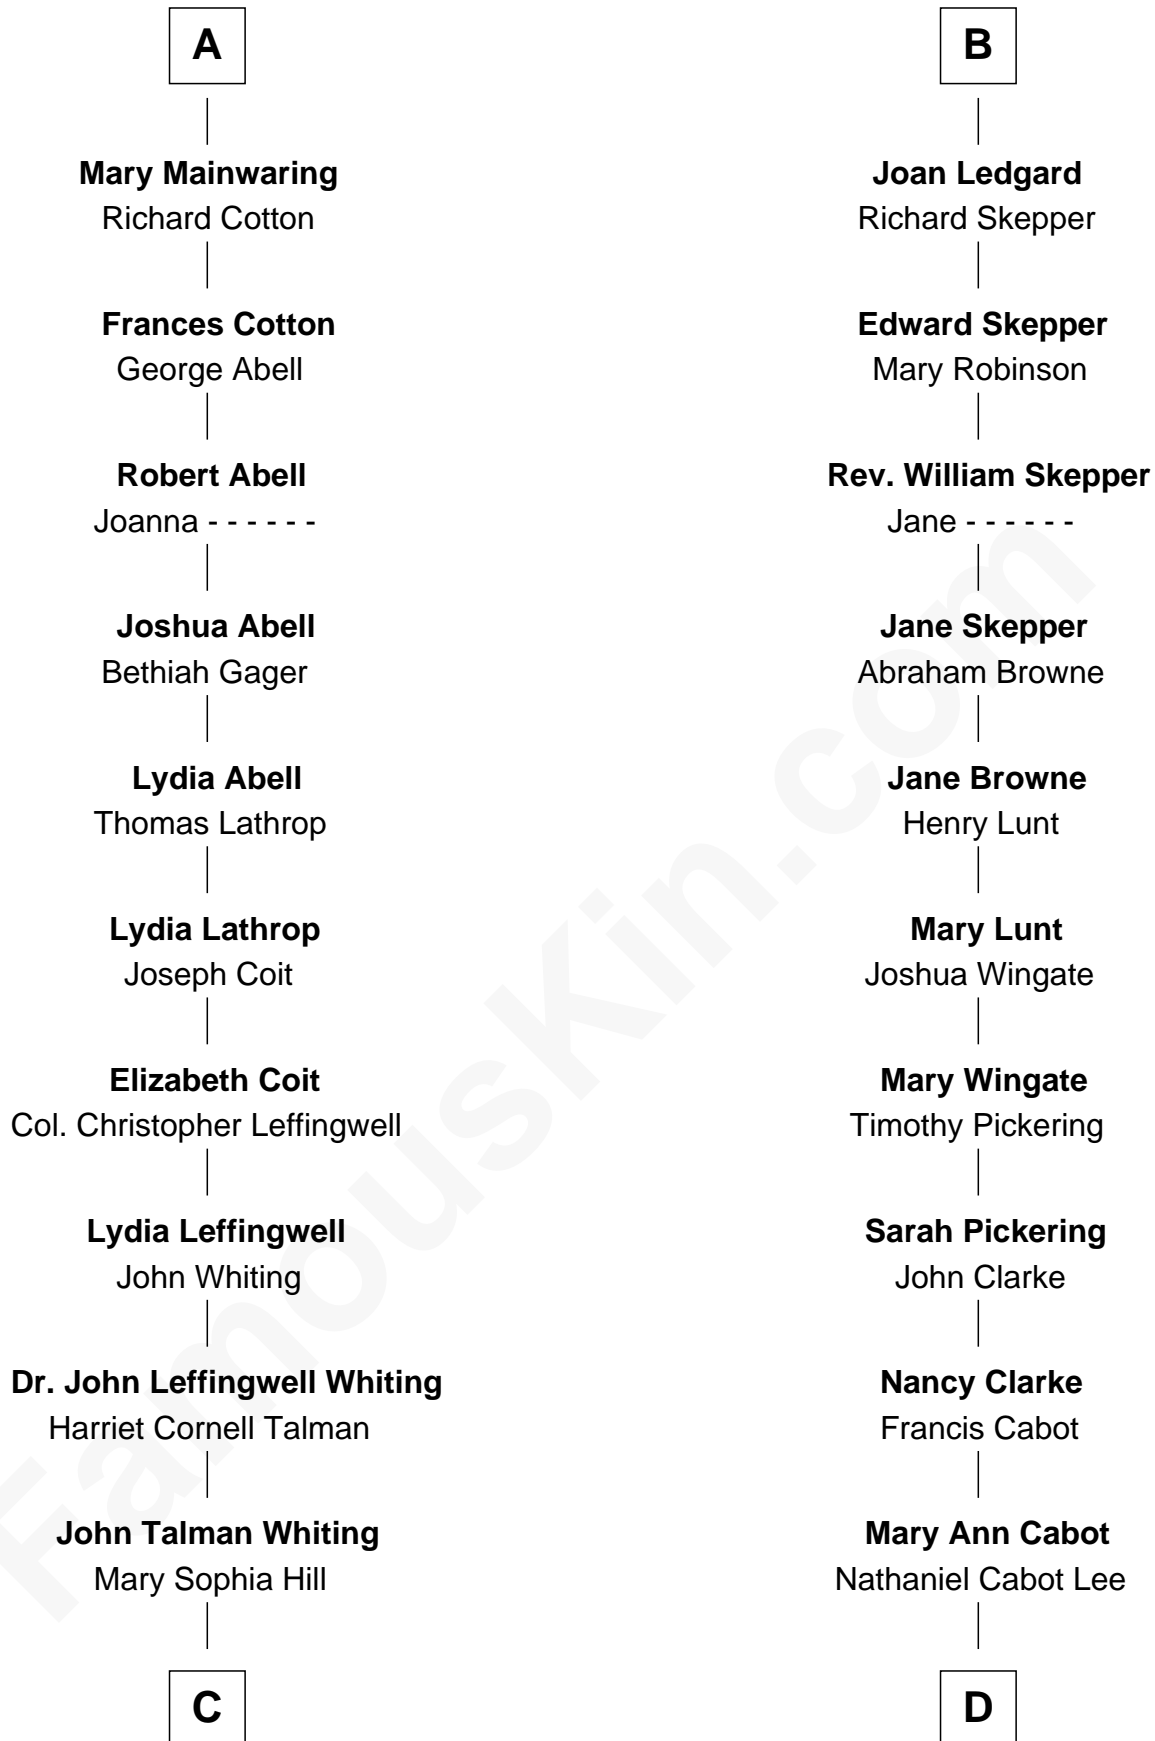 A
Mary Mainwaring
Richard Cotton
Frances Cotton
George Abell
Robert Abell
Joanna - - - - - -
Joshua Abell
Bethiah Gager
Lydia Abell
Thomas Lathrop
Lydia Lathrop
Joseph Coit
Elizabeth Coit
Col. Christopher Leffingwell
Lydia Leffingwell
John Whiting
Dr. John Leffingwell Whiting
Harriet Cornell Talman
John Talman Whiting
Mary Sophia Hill
C
B
Joan Ledgard
Richard Skepper
Edward Skepper
Mary Robinson
Rev. William Skepper
Jane - - - - - -
Jane Skepper
Abraham Browne
Jane Browne
Henry Lunt
Mary Lunt
Joshua Wingate
Mary Wingate
Timothy Pickering
Sarah Pickering
John Clarke
Nancy Clarke
Francis Cabot
Mary Ann Cabot
Nathaniel Cabot Lee
D
FamousKin.com